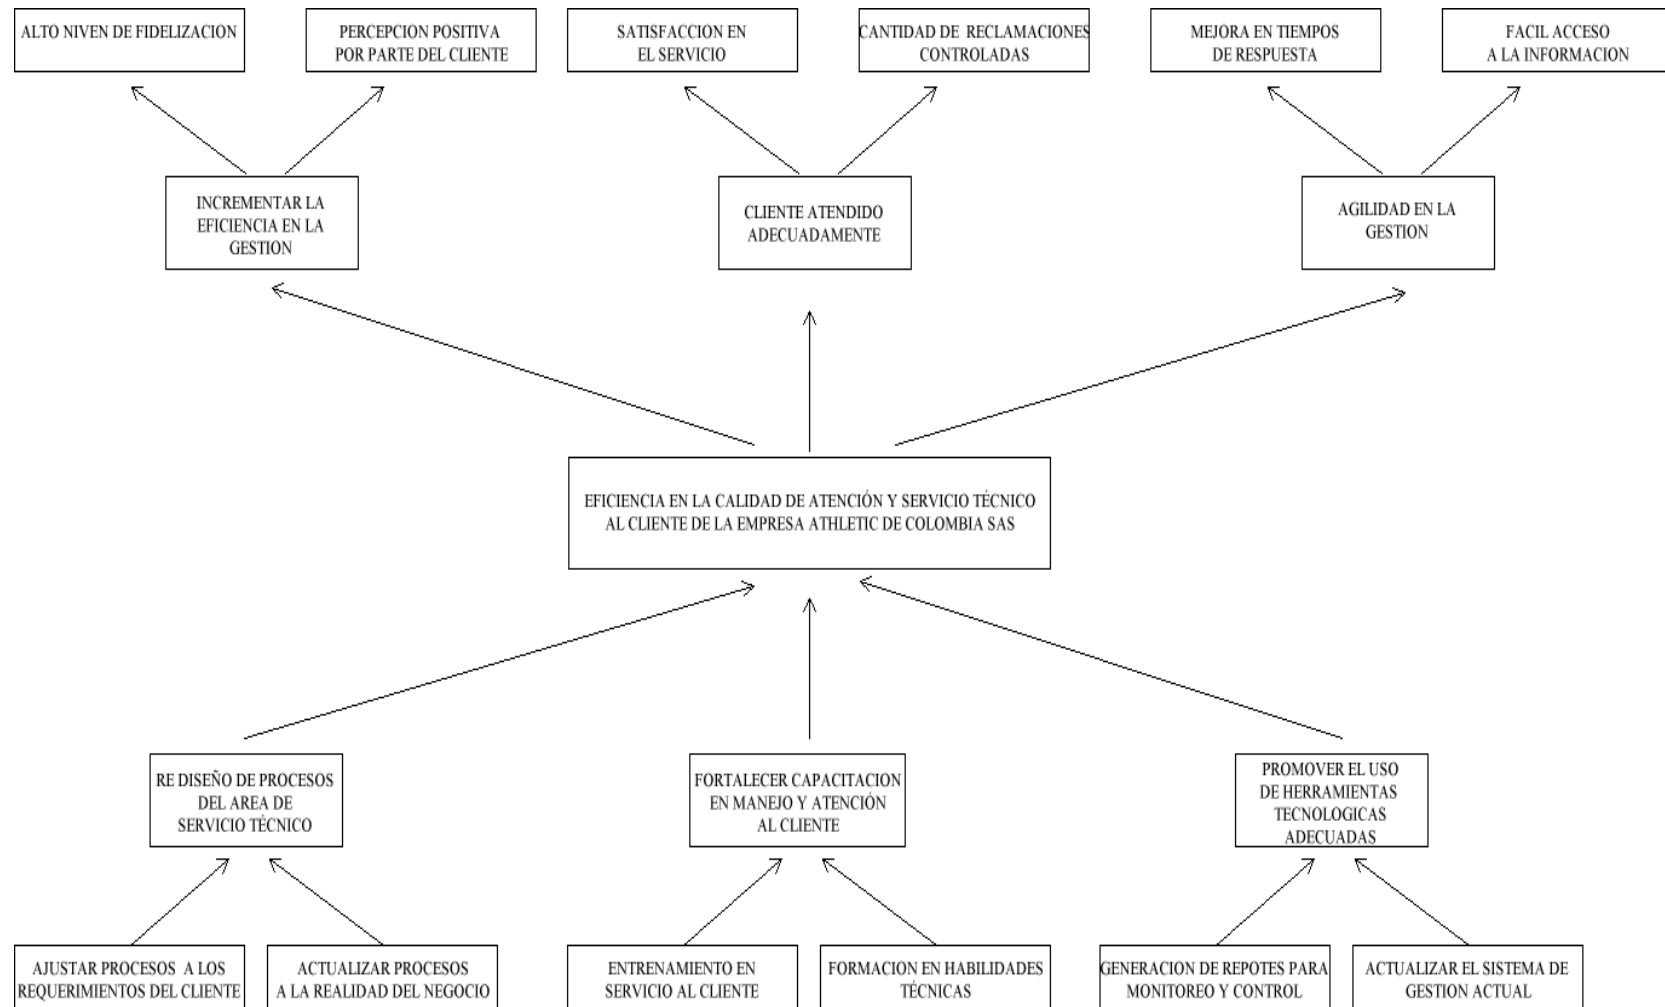 ALTO NIVEN DE FIDELIZACION
PERCEPCION POSITIVA
POR PARTE DEL CLIENTE
SATISFACCION EN
EL SERVICIO
CANTIDAD DE RECLAMACIONES
CONTROLADAS
MEJORA EN TIEMPOS
DE RESPUESTA
FACIL ACCESO
A LA INFORMACION
INCREMENTAR LA
EFICIENCIA EN LA
GESTION
CLIENTE ATENDIDO
ADECUADAMENTE
AGILIDAD EN LA
GESTION
EFICIENCIA EN LA CALIDAD DE ATENCIÓN Y SERVICIO TÉCNICO
AL CLIENTE DE LA EMPRESA ATHLETIC DE COLOMBIA SAS
RE DISEÑO DE PROCESOS
DEL AREA DE
SERVICIO TÉCNICO
FORTALECER CAPACITACION
EN MANEJO Y ATENCIÓN
AL CLIENTE
PROMOVER EL USO
DE HERRAMIENTAS
TECNOLOGICAS
ADECUADAS
AJUSTAR PROCESOS A LOS
REQUERIMIENTOS DEL CLIENTE
ACTUALIZAR PROCESOS
A LA REALIDAD DEL NEGOCIO
ENTRENAMIENTO EN
SERVICIO AL CLIENTE
FORMACION EN HABILIDADES
TÉCNICAS
GENERACION DE REPOTES PARA
MONITOREO Y CONTROL
ACTUALIZAR EL SISTEMA DE
GESTION ACTUAL